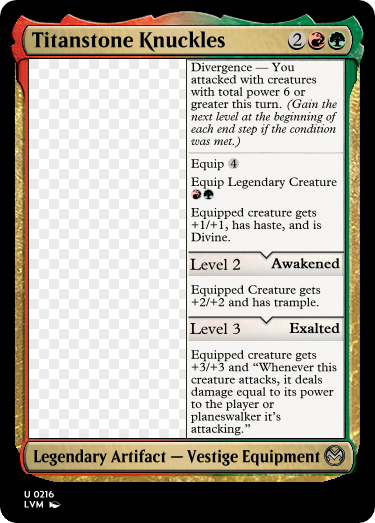 Titanstone Knuckles 2
Divergence — You
attacked with creatures
with total power 6 or
greater this turn. (Gain the
next level at the beginning of
each end step if the condition
was met.)
Equip 4
Equip Legendary Creature
Equipped creature gets
+1/+1, has haste, and is
Divine.
Level 2 Awakened
Equipped Creature gets
+2/+2 and has trample.
Level 3 Exalted
Equipped Creature gets
+3/+3 and “Whenever this
creature attacks, it deals
damage equal to its power
to the player or
planeswalker it’s
attacking.”
Legendary Artifact — Vestige Equipment
U 0216
LVM